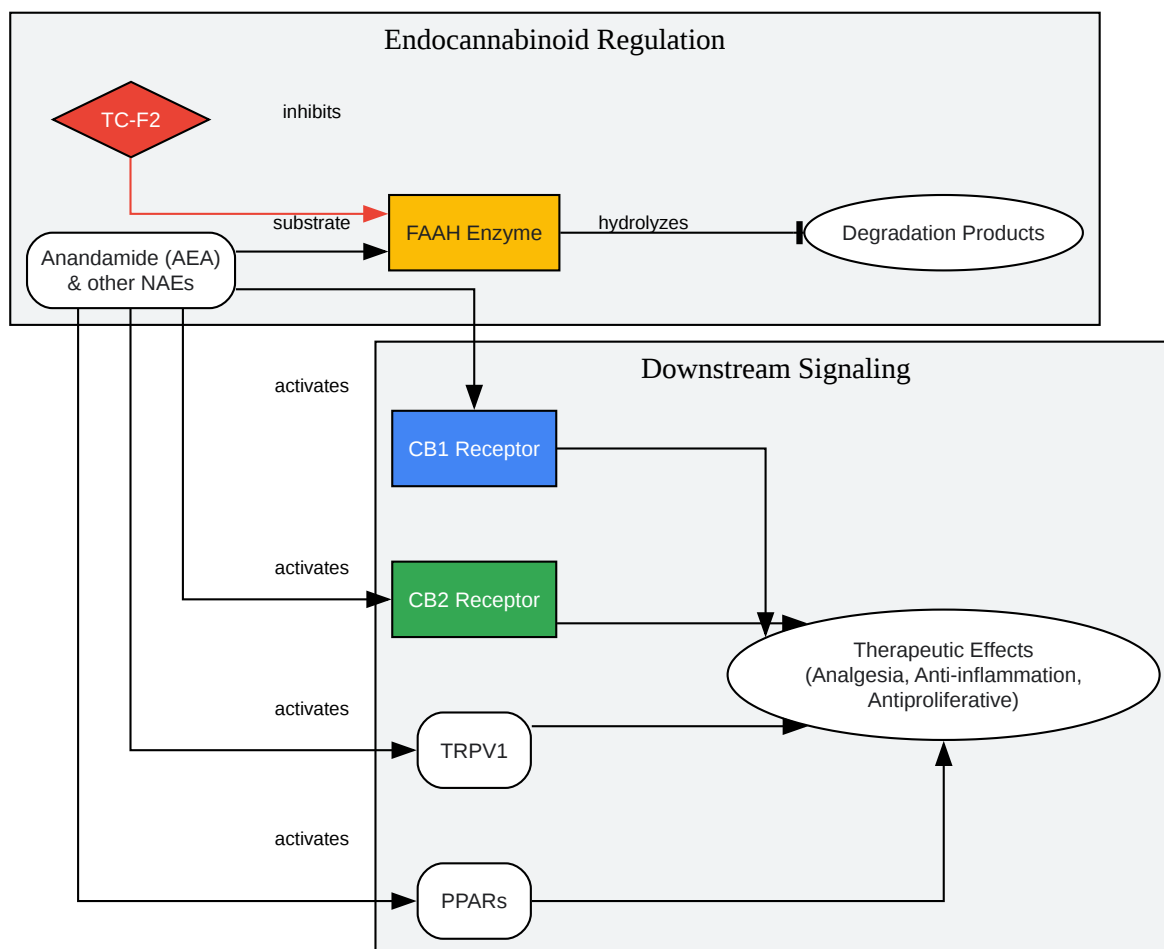 Endocannabinoid Regulation
TC-F2
inhibits
substrate
FAAH Enzyme
hydrolyzes
Degradation Products
Anandamide (AEA)
& other NAEs
Downstream Signaling
activates
CB1 Receptor
activates
CB2 Receptor
Therapeutic Effects
(Analgesia, Anti-inflammation,
Antiproliferative)
activates
TRPV1
activates
PPARs